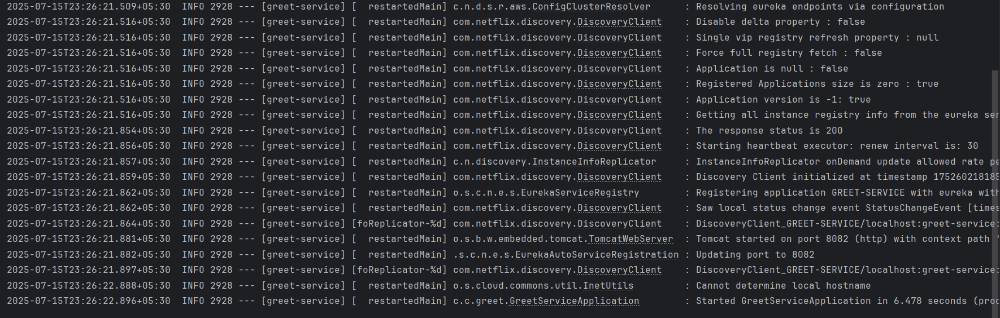 2025-07-15T23:26:21.509+05:30  INFO 2928 --- [greet-service] [  restartedMain] c.n.d.s.r.aws.ConfigClusterResolver      : Resolving eureka endpoints via configuration
2025-07-15T23:26:21.516+05:30  INFO 2928 --- [greet-service] [  restartedMain] com.netflix.discovery.DiscoveryClient    : Disable delta property : false
2025-07-15T23:26:21.516+05:30  INFO 2928 --- [greet-service] [  restartedMain] com.netflix.discovery.DiscoveryClient    : Single vip registry refresh property : null
2025-07-15T23:26:21.516+05:30  INFO 2928 --- [greet-service] [  restartedMain] com.netflix.discovery.DiscoveryClient    : Force full registry fetch : false
2025-07-15T23:26:21.516+05:30  INFO 2928 --- [greet-service] [  restartedMain] com.netflix.discovery.DiscoveryClient    : Application is null : false
2025-07-15T23:26:21.516+05:30  INFO 2928 --- [greet-service] [  restartedMain] com.netflix.discovery.DiscoveryClient    : Registered Applications size is zero : true
2025-07-15T23:26:21.516+05:30  INFO 2928 --- [greet-service] [  restartedMain] com.netflix.discovery.DiscoveryClient    : Application version is -1: true
2025-07-15T23:26:21.516+05:30  INFO 2928 --- [greet-service] [  restartedMain] com.netflix.discovery.DiscoveryClient    : Getting all instance registry info from the eureka ser
2025-07-15T23:26:21.854+05:30  INFO 2928 --- [greet-service] [  restartedMain] com.netflix.discovery.DiscoveryClient    : The response status is 200
2025-07-15T23:26:21.856+05:30  INFO 2928 --- [greet-service] [  restartedMain] com.netflix.discovery.DiscoveryClient    : Starting heartbeat executor: renew interval is: 30
2025-07-15T23:26:21.857+05:30  INFO 2928 --- [greet-service] [  restartedMain] c.n.discovery.InstanceInfoReplicator     : InstanceInfoReplicator onDemand update allowed rate pe
2025-07-15T23:26:21.859+05:30  INFO 2928 --- [greet-service] [  restartedMain] com.netflix.discovery.DiscoveryClient    : Discovery Client initialized at timestamp 175260218185
2025-07-15T23:26:21.862+05:30  INFO 2928 --- [greet-service] [  restartedMain] o.s.c.n.e.s.EurekaServiceRegistry        : Registering application GREET-SERVICE with eureka with
2025-07-15T23:26:21.862+05:30  INFO 2928 --- [greet-service] [  restartedMain] com.netflix.discovery.DiscoveryClient    : Saw local status change event StatusChangeEvent [times
2025-07-15T23:26:21.864+05:30  INFO 2928 --- [greet-service] [foReplicator-%d] com.netflix.discovery.DiscoveryClient    : DiscoveryClient_GREET-SERVICE/localhost:greet-service:
2025-07-15T23:26:21.881+05:30  INFO 2928 --- [greet-service] [  restartedMain] o.s.b.w.embedded.tomcat.TomcatWebServer  : Tomcat started on port 8082 (http) with context path '
2025-07-15T23:26:21.882+05:30  INFO 2928 --- [greet-service] [  restartedMain] .s.c.n.e.s.EurekaAutoServiceRegistration : Updating port to 8082
2025-07-15T23:26:21.897+05:30  INFO 2928 --- [greet-service] [foReplicator-%d] com.netflix.discovery.DiscoveryClient    : DiscoveryClient_GREET-SERVICE/localhost:greet-service:
2025-07-15T23:26:22.888+05:30  INFO 2928 --- [greet-service] [  restartedMain] o.s.cloud.commons.util.InetUtils         : Cannot determine local hostname
2025-07-15T23:26:22.896+05:30  INFO 2928 --- [greet-service] [  restartedMain] c.c.greet.GreetServiceApplication        : Started GreetServiceApplication in 6.478 seconds (proc